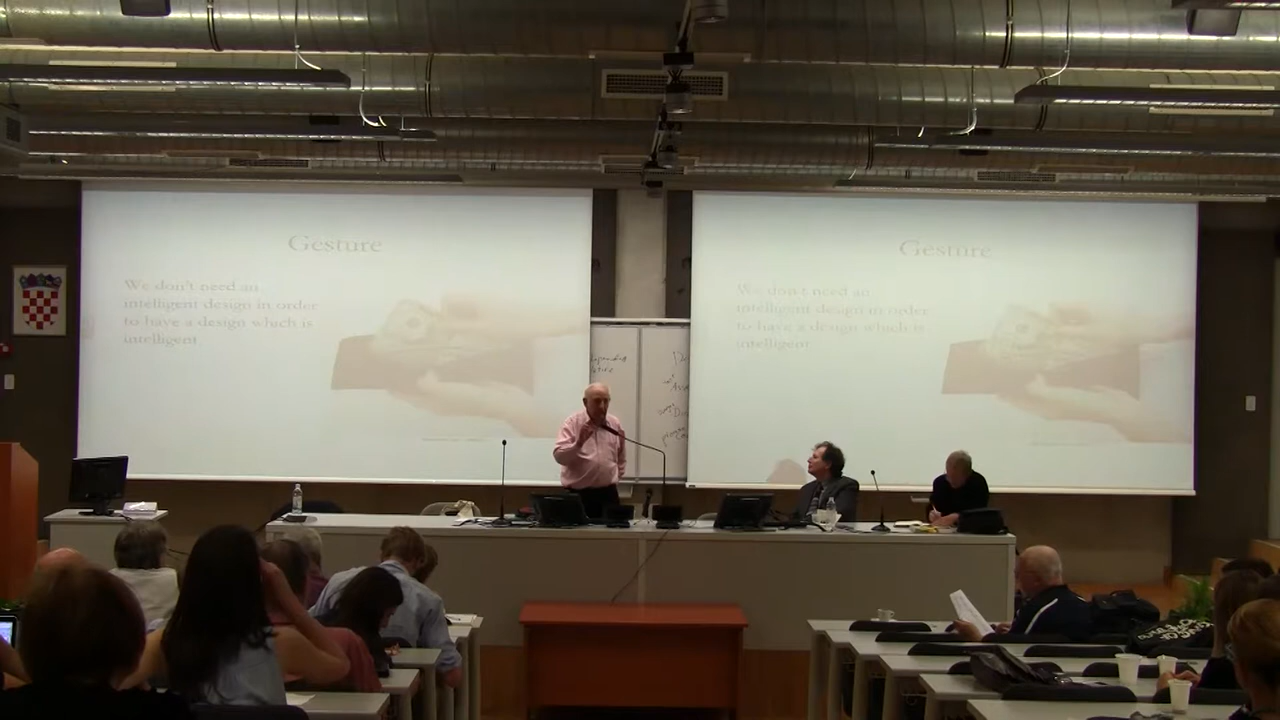 Gesture
We don't need an
intelligent design in order
to have a design which is
intelligent.
Gesture
We don't need an
intelligent design in order
to have a design which is
intelligent.